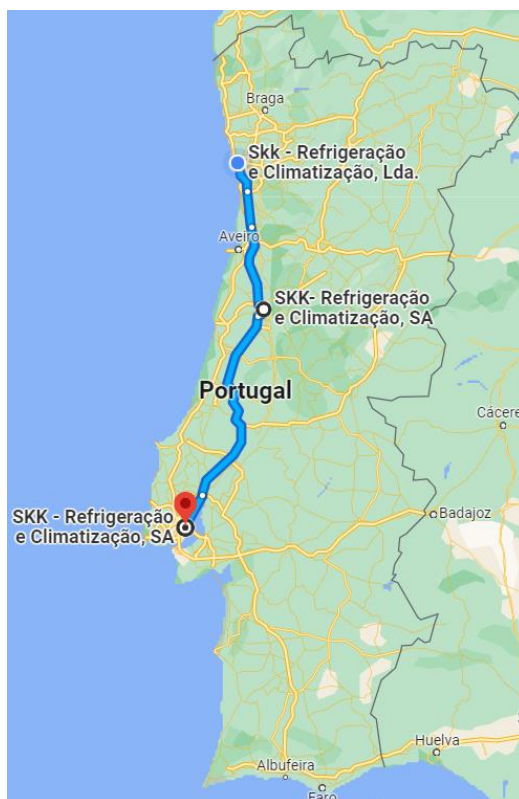 Braga
Skk - Refrigeração
e Climatização, Lda.
Aveiro
SKK- Refrigeração
e Climatização, SA
Portugal
Cácere
SKK - Refrigeração
e Climatização, SA
Badajoz
Huelva
Albufeira
Faro